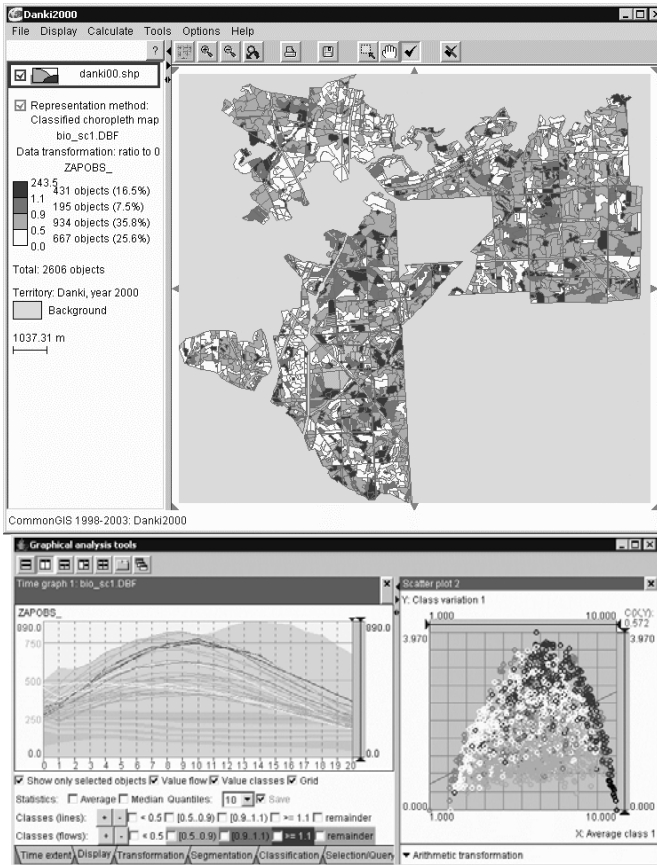 Danki2000
File Display Calculate Tools Options Help
?
danki00.shp
Representation method:
Classified choropleth map
bio_sc1.DBF
Data transformation: ratio to 0
ZAPOBS_
243.5
431 objects (16.5%)
1.1
195 objects (7.5%)
0.9
934 objects (35.8%)
0.5
667 objects (25.6%)
0.0
Total: 2606 objects
Territory: Danki, year 2000
Background
1037.31 m
CommonGIS 1998-2003: Danki2000
Graphical analysis tools
Time graph 1: bio_sc1.DBF
ZAPOBS_
890.0 890.0
750
500
250
0.0 0.0
0 1 2 3 4 5 6 7 8 9 10 11 12 13 14 15 16 17 18 19 20
Show only selected objects Value flow Value classes Grid
Statistics: Average Median Quantiles: 10 Save
Classes (lines): + - < 0.5 [0.5..0.9) [0.9..1.1) >= 1.1 remainder
Classes (flows): + - < 0.5 [0.5..0.9) [0.9..1.1) >= 1.1 remainder
Time extent Display Transformation Segmentation Classification Selection/Query
Scatter plot 2
Y: Class variation 1
1.000 10.000 C(X,Y):
0.572
3.970 3.970
0.000 0.000
1.000 10.000
X: Average class 1
Arithmetic transformation